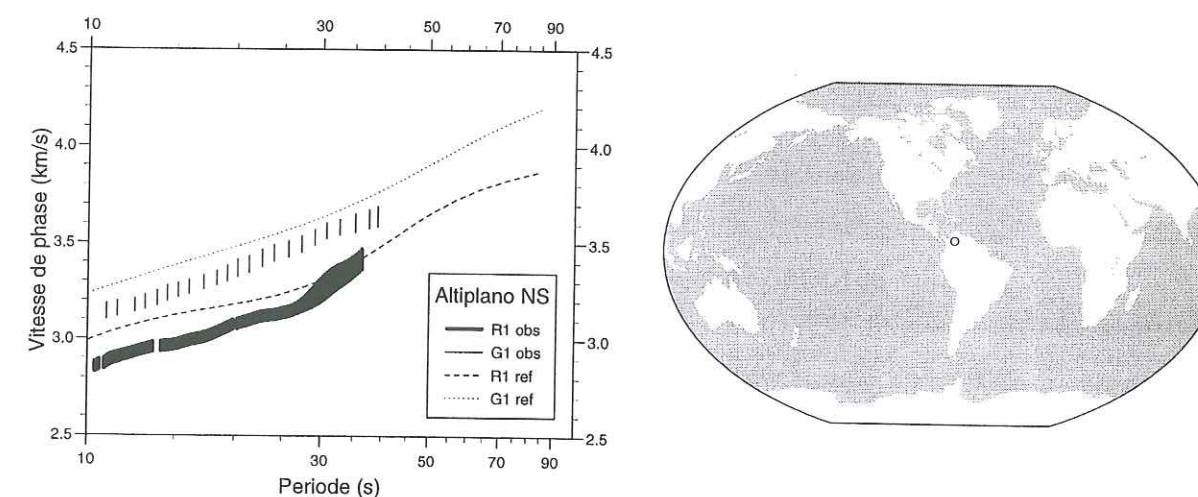 10 30 50 70 90
4.5 4.5
4.0 4.0
3.5 3.5
3.0 3.0
2.5 2.5
10 30 50 70 90
Vitesse de phase (km/s)
Periode (s)
Altiplano NS
R1 obs
G1 obs
R1 ref
G1 ref